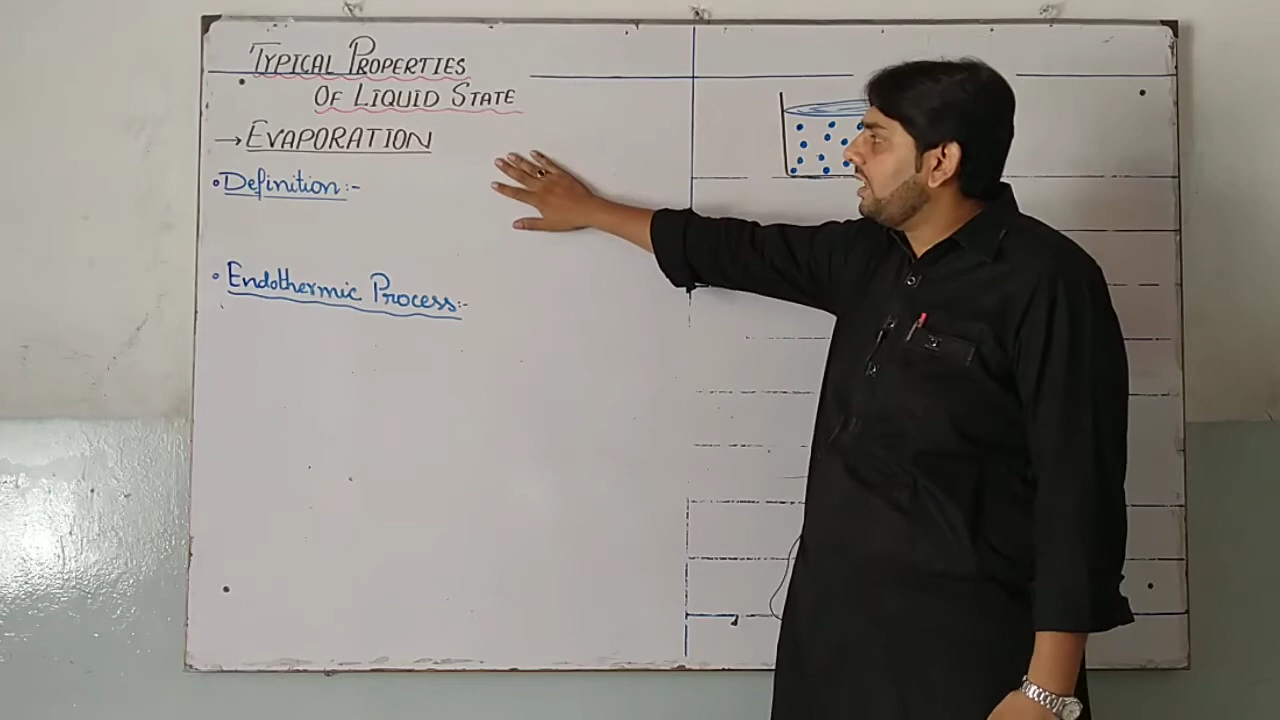 TYPICAL PROPERTIES
OF LIQUID STATE
→EVAPORATION
•Definition:-
•Endothermic Process:-